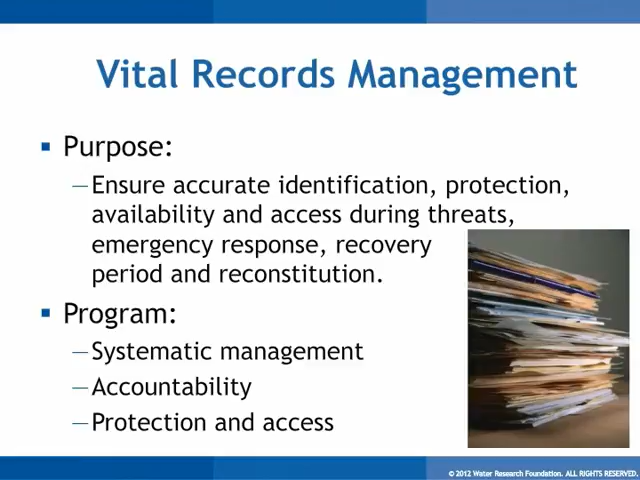 Vital Records Management
▪ Purpose:
—Ensure accurate identification, protection,
availability and access during threats,
emergency response, recovery
period and reconstitution.
▪ Program:
—Systematic management
—Accountability
—Protection and access
© 2012 Water Research Foundation. ALL RIGHTS RESERVED.